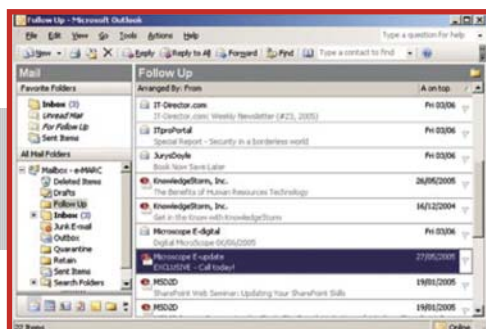 Follow Up - Microsoft Outlook
File Edit View Go Tools Actions Help
Type a question for help
New Reply Reply to All Forward Find Type a contact to find
Mail
Favorite Folders
Inbox (3)
Unread Mail
For Follow Up
Sent Items
All Mail Folders
Mailbox - e-MARC
Deleted Items
Drafts
Follow Up
Inbox (3)
Junk E-mail
Outbox
Quarantine
Retain
Sent Items
Search Folders
Follow Up
Arranged By: From A on top
IT-Director.com Fri 03/06
IT-Director.com: Weekly Newsletter (#23, 2005)
ITproPortal Fri 03/06
Special Report - Security in a borderless world
JurysDoyle Fri 03/06
Book Now Save Later
KnowledgeStorm, Inc. 26/05/2005
The Benefits of Human Resources Technology
KnowledgeStorm, Inc. 16/12/2004
Get in the Know with KnowledgeStorm
Microscope E-digital Fri 03/06
Digital MicroScope 06/06/2005
Microscope E-update 27/05/2005
EXCLUSIVE - Call today!
MSD2D 19/01/2005
SharePoint Web Seminar: Updating Your SharePoint Skills
MSD2D 19/01/2005
22 Items
Online